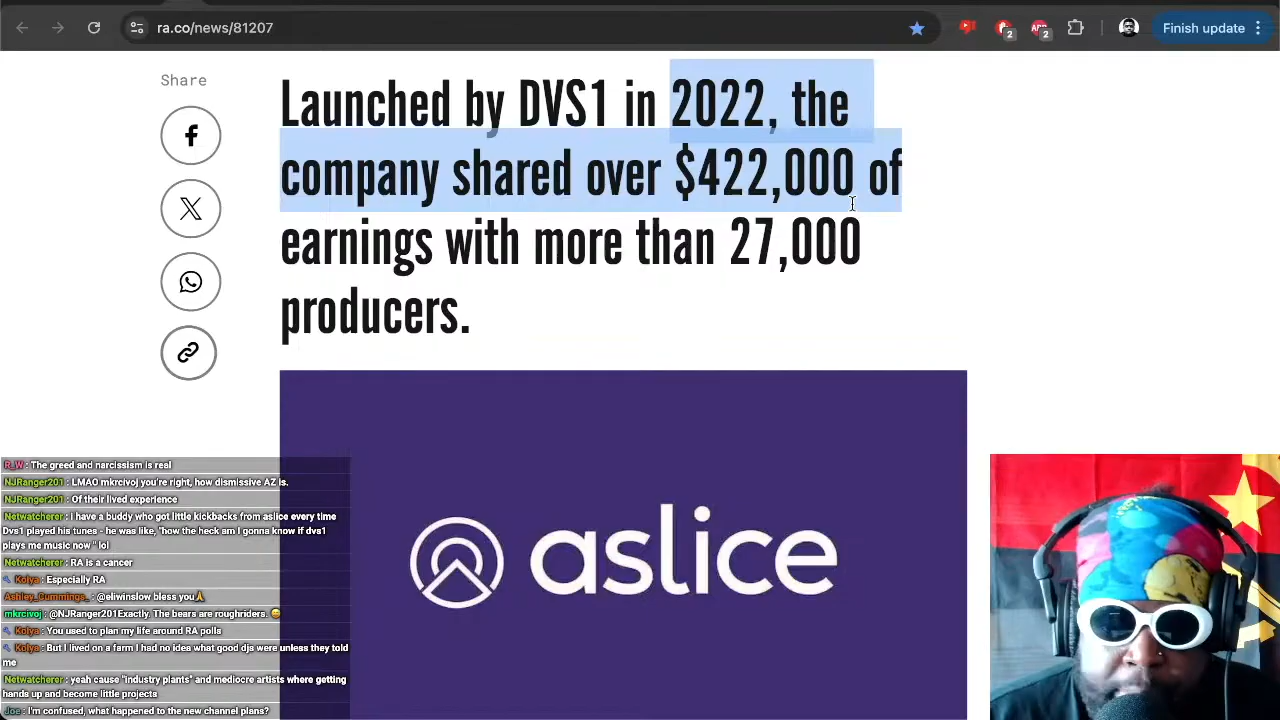 ra.co/news/81207
2
2
Finish update
Share
Launched by DVS1 in 2022, the
company shared over $422,000 of
earnings with more than 27,000
producers.
aslice
R_W: The greed and narcissism is real
NJRanger201: LMAO mkrcivoj you're right, how dismissive AZ is.
NJRanger201: Of their lived experience
Netwatcherer: I have a buddy who got little kickbacks from aslice every time
Dvs1 played his tunes - he was like, "how the heck am I gonna know if dvs1
plays me music now " lol
Netwatcherer: RA is a cancer
Kolya: Especially RA
Ashley_Cummings_: @eliwinslow bless you🙏
mkrcivoj: @NJRanger201Exactly. The bears are roughriders. 😄
Kolya: You used to plan my life around RA polls
Kolya: But I lived on a farm I had no idea what good djs were unless they told
me
Netwatcherer: yeah cause "industry plants" and mediocre artists where getting
hands up and become little projects
Joe: I'm confused, what happened to the new channel plans?